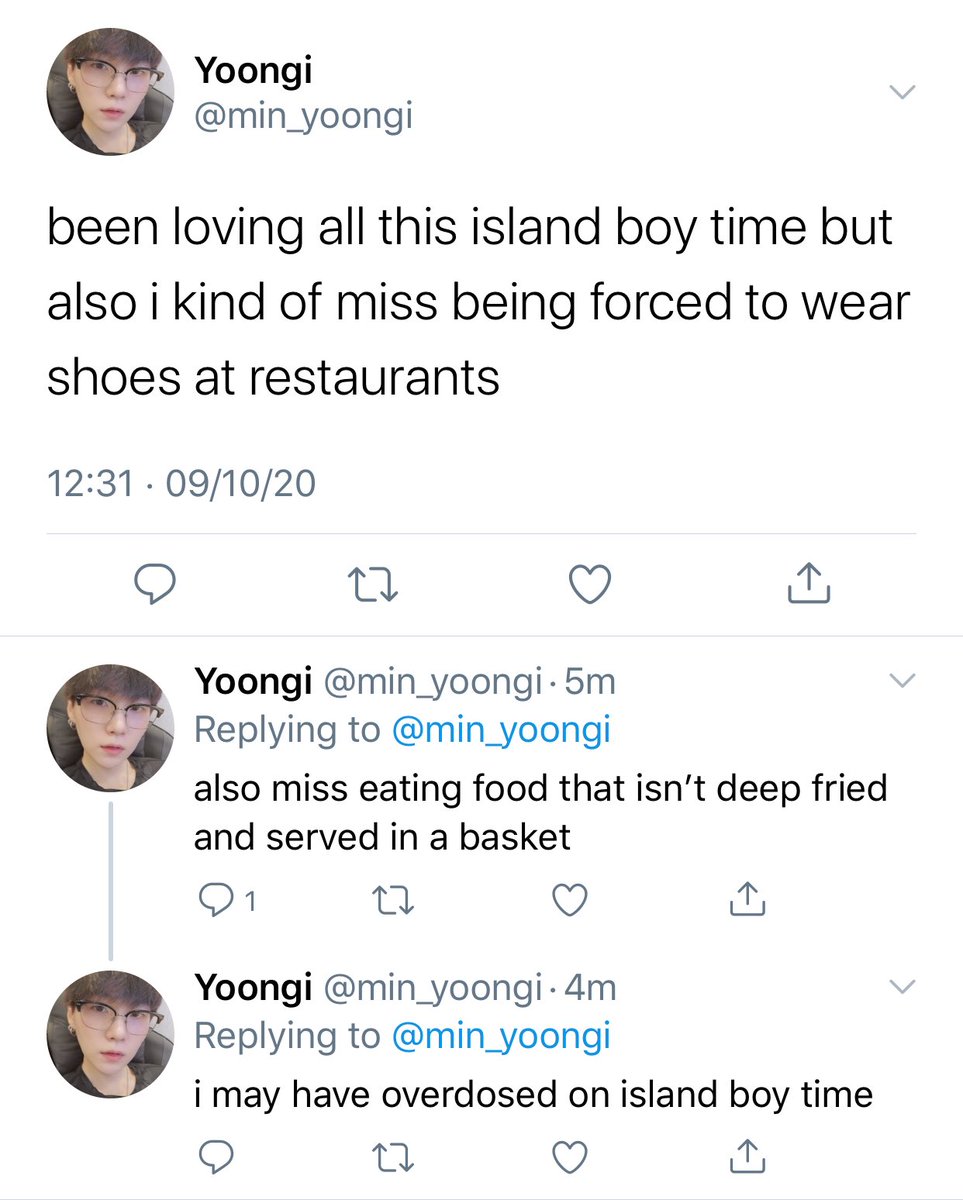 Yoongi
@min_yoongi
been loving all this island boy time but
also i kind of miss being forced to wear
shoes at restaurants
12:31 · 09/10/20
Yoongi @min_yoongi · 5m
Replying to @min_yoongi
also miss eating food that isn’t deep fried
and served in a basket
1
Yoongi @min_yoongi · 4m
Replying to @min_yoongi
i may have overdosed on island boy time